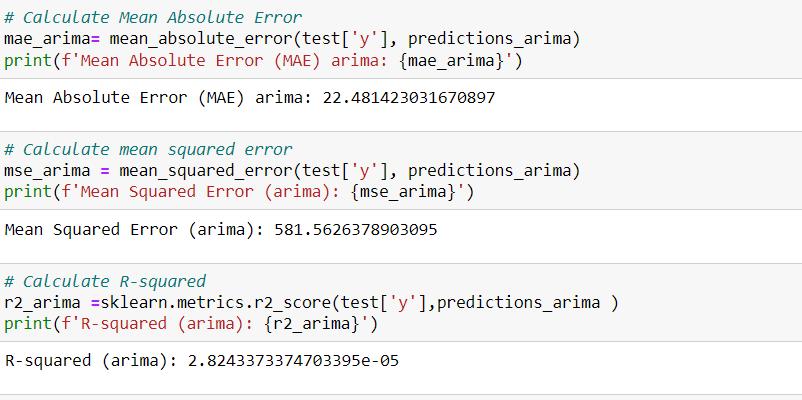 # Calculate Mean Absolute Error
mae_arima= mean_absolute_error(test['y'], predictions_arima)
print(f'Mean Absolute Error (MAE) arima: {mae_arima}')
Mean Absolute Error (MAE) arima: 22.481423031670897
# Calculate mean squared error
mse_arima = mean_squared_error(test['y'], predictions_arima)
print(f'Mean Squared Error (arima): {mse_arima}')
Mean Squared Error (arima): 581.5626378903095
# Calculate R-squared
r2_arima =sklearn.metrics.r2_score(test['y'],predictions_arima )
print(f'R-squared (arima): {r2_arima}')
R-squared (arima): 2.8243373374703395e-05